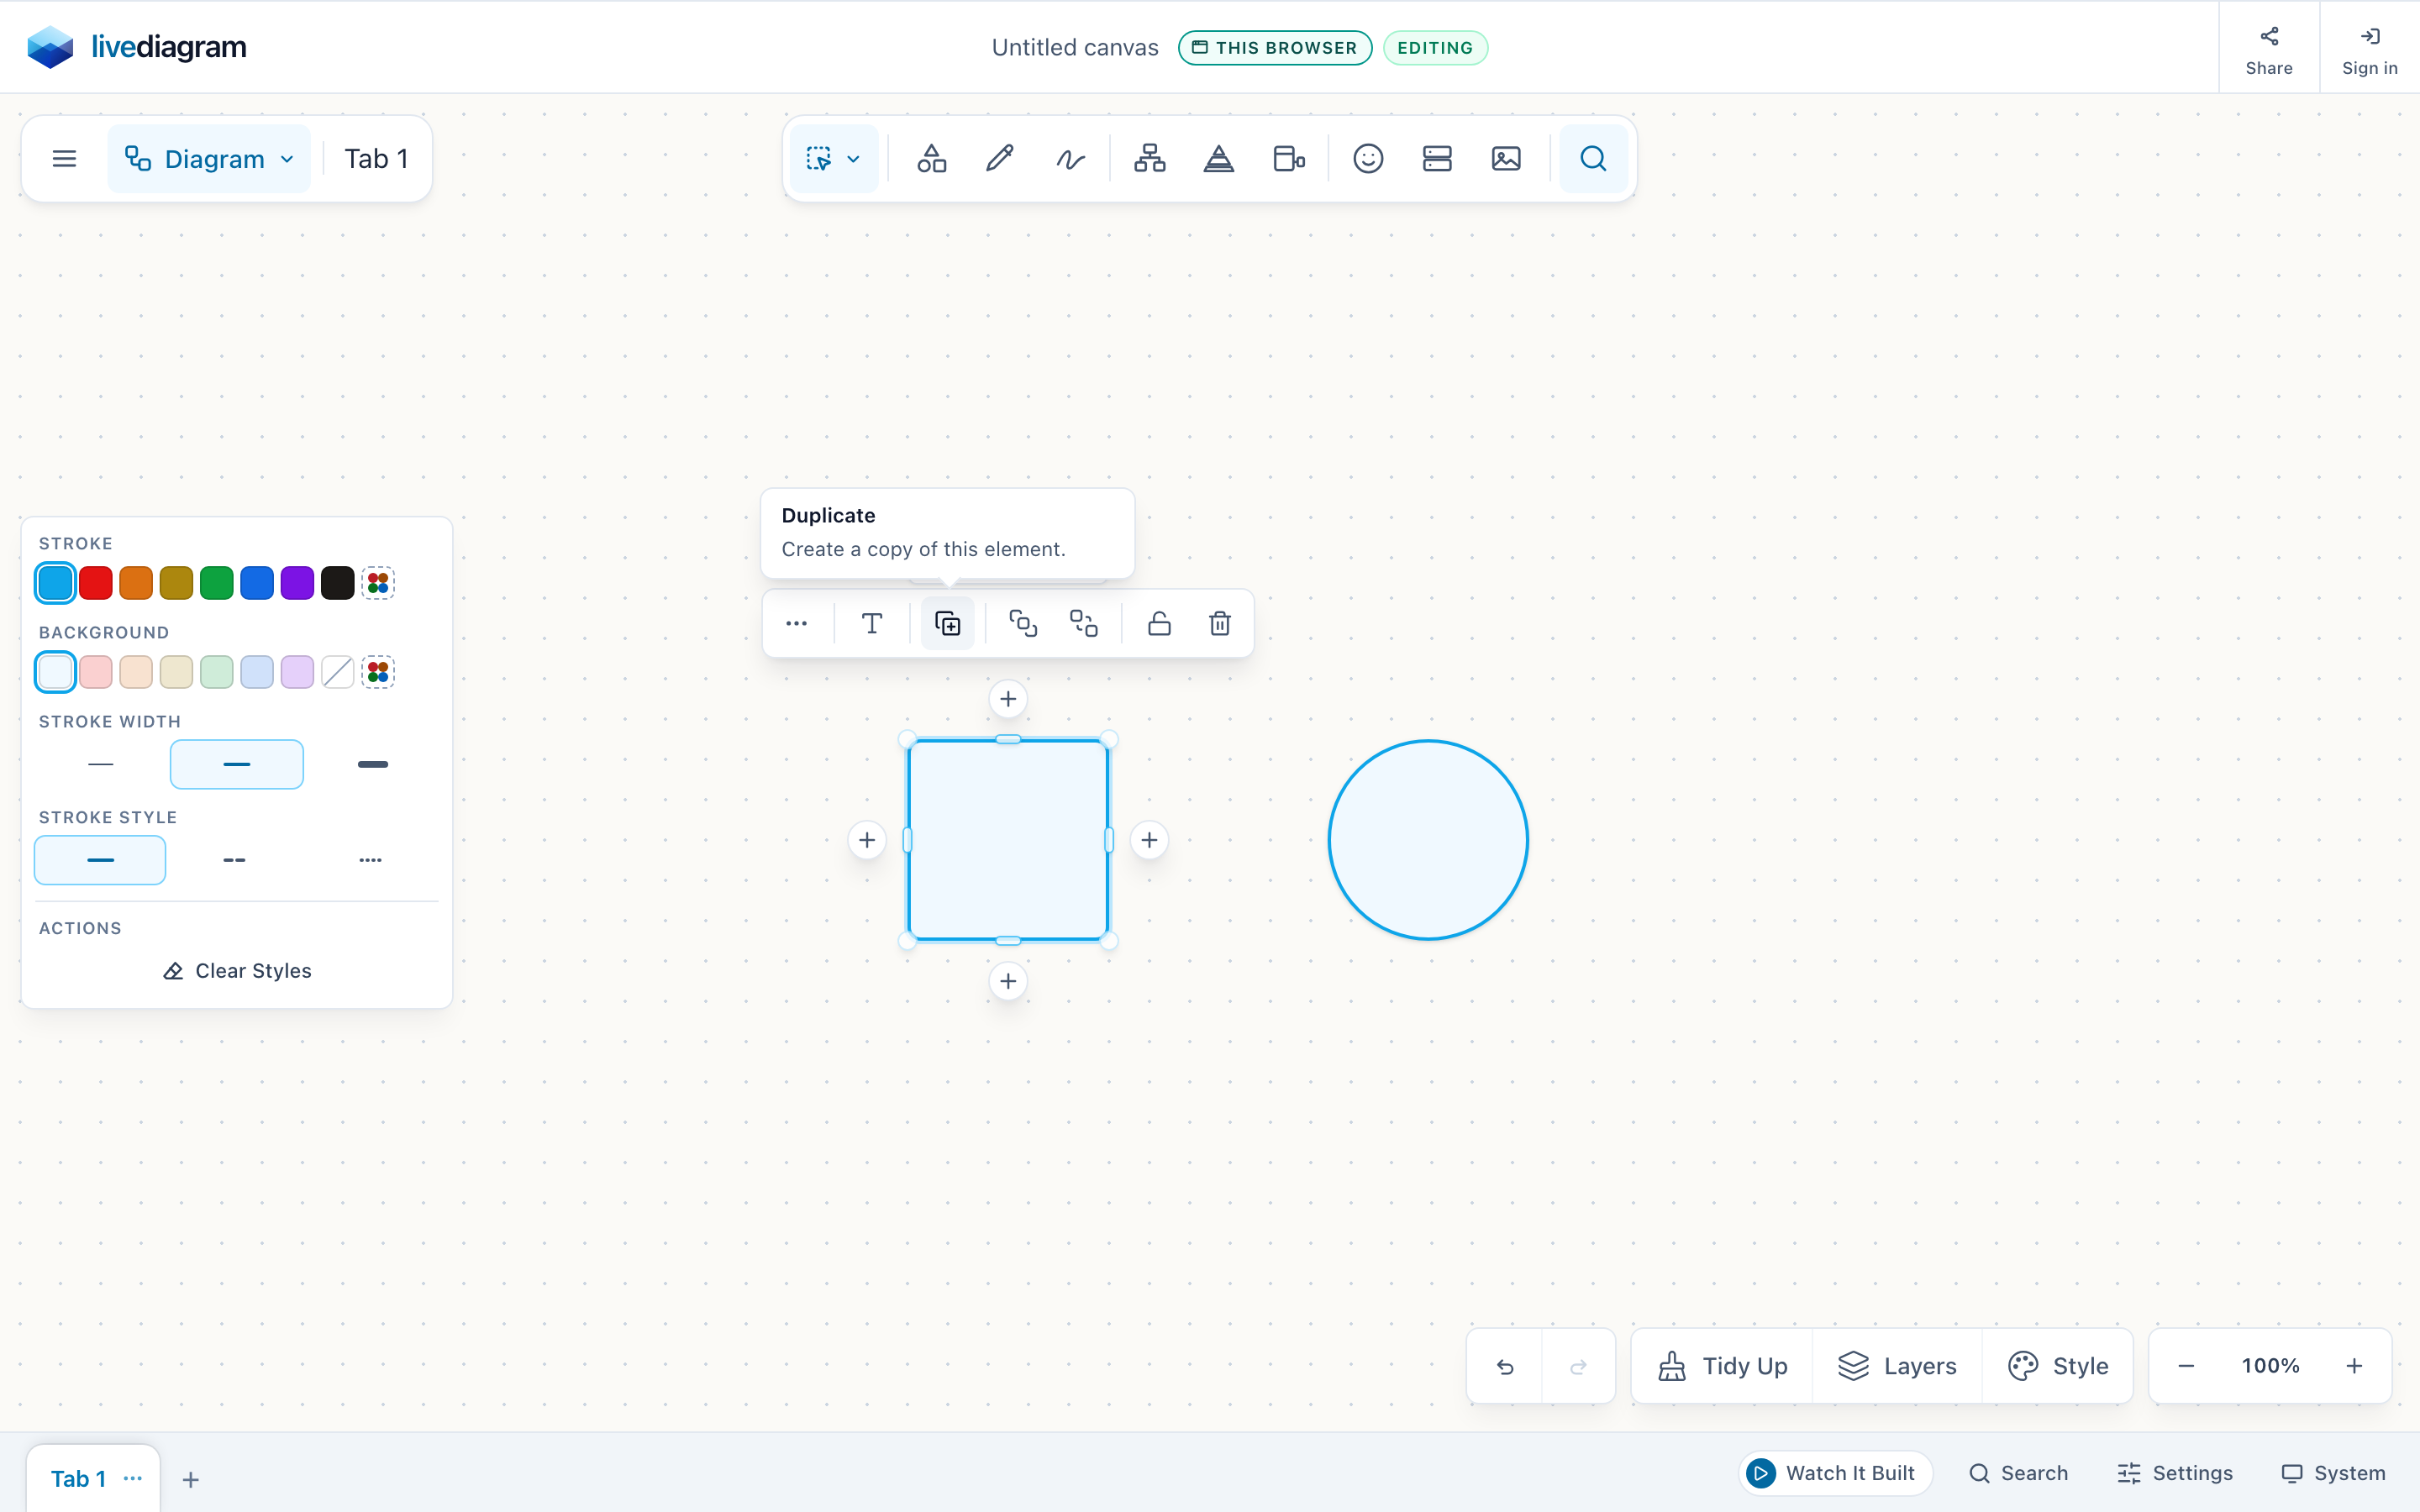 livediagram
Untitled canvas
THIS BROWSER
EDITING
Share
Sign in
Diagram
Tab 1
Duplicate
Create a copy of this element.
STROKE
BACKGROUND
STROKE WIDTH
STROKE STYLE
ACTIONS
Clear Styles
Tidy Up
Layers
Style
100%
Tab 1
Watch It Built
Search
Settings
System